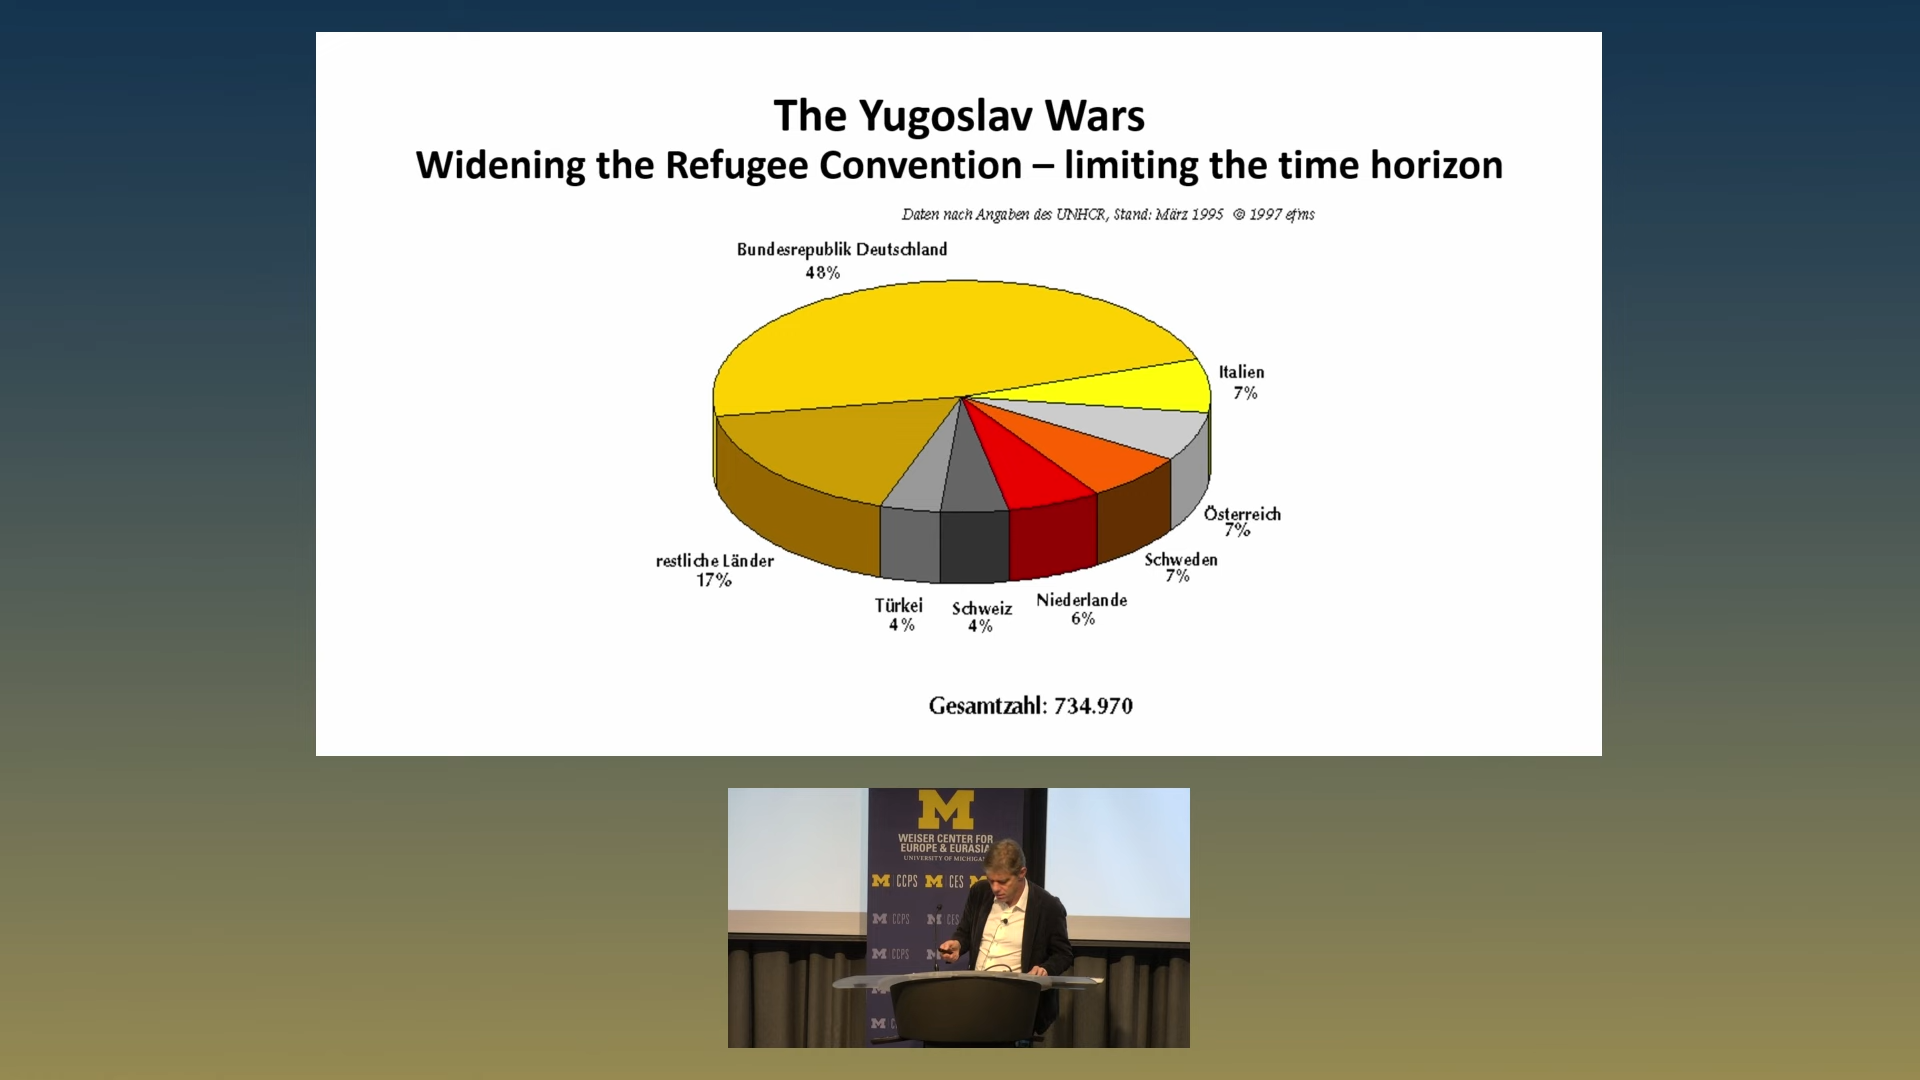 The Yugoslav Wars
Widening the Refugee Convention – limiting the time horizon
Daten nach Angaben des UNHCR, Stand: März 1995 © 1997 efms
Bundesrepublik Deutschland
48%
Italien
7%
Österreich
7%
Schweden
7%
Niederlande
6%
Schweiz
4%
Türkei
4%
restliche Länder
17%
Gesamtzahl: 734.970
M
WEISER CENTER FOR
EUROPE & EURASIA
UNIVERSITY OF MICHIGAN
M CCPS M CES M
M CCPS M CES
M CCPS M
M
M C